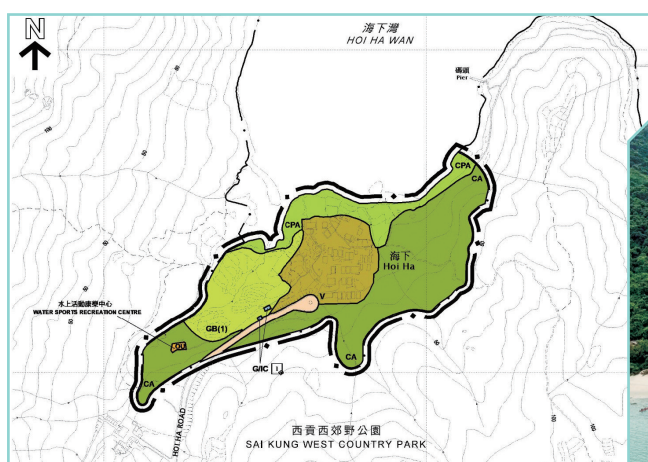 N
海下灣
HOI HA WAN
碼頭
Pier
CPA
CA
CPA
海下
Hoi Ha
水上活動康樂中心
WATER SPORTS RECREATION CENTRE
V
GB(1)
OU
G/IC
CA
CA
HOI HA ROAD
西貢西郊野公園
SAI KUNG WEST COUNTRY PARK
50
100